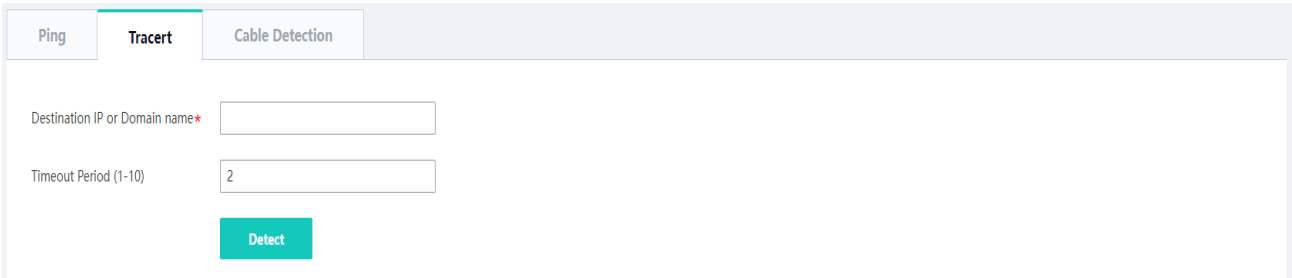 Ping Tracert Cable Detection
Destination IP or Domain name*
Timeout Period (1-10) 2
Detect